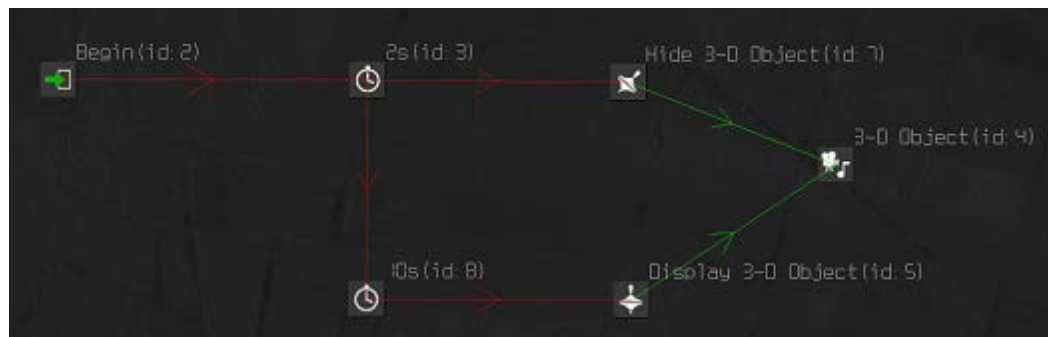 Begin(id: 2)
2s(id: 3)
Hide 3-D Object(id: 7)
3-D Object(id: 4)
10s(id: 8)
Display 3-D Object(id: 5)